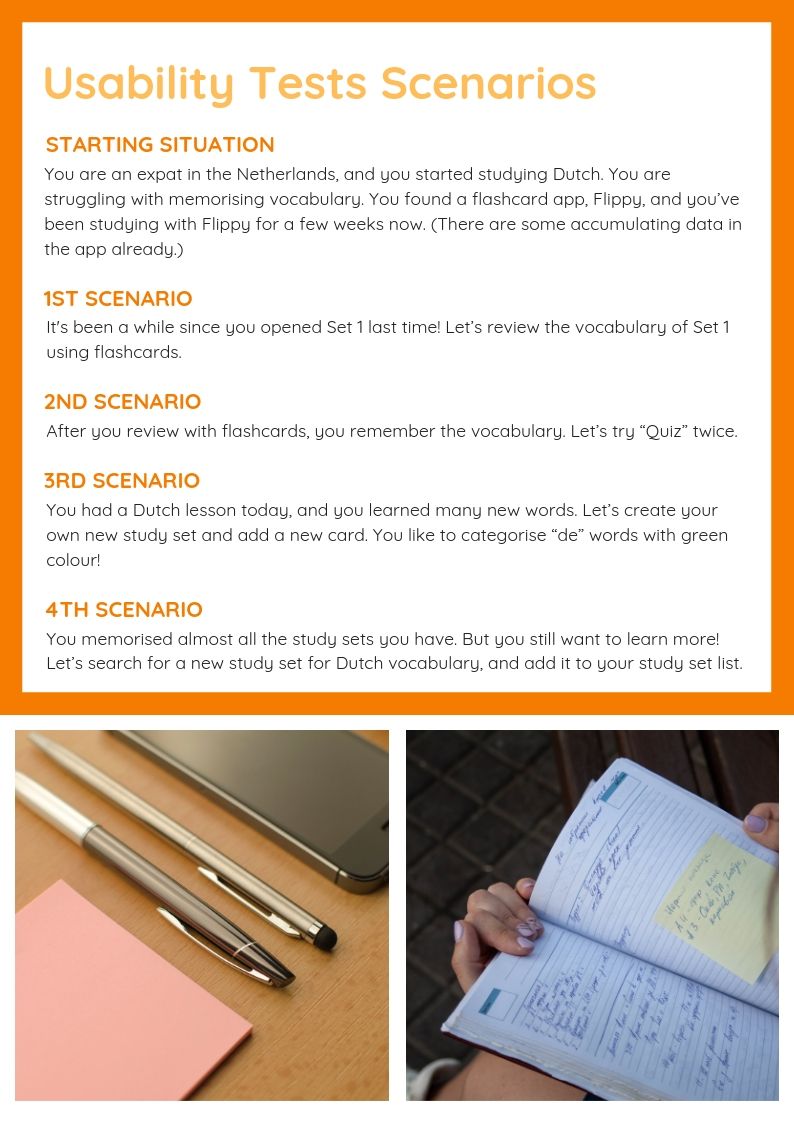 Usability Tests Scenarios
STARTING SITUATION
You are an expat in the Netherlands, and you started studying Dutch. You are
struggling with memorising vocabulary. You found a flashcard app, Flippy, and you’ve
been studying with Flippy for a few weeks now. (There are some accumulating data in
the app already.)
1ST SCENARIO
It's been a while since you opened Set 1 last time! Let’s review the vocabulary of Set 1
using flashcards.
2ND SCENARIO
After you review with flashcards, you remember the vocabulary. Let’s try “Quiz” twice.
3RD SCENARIO
You had a Dutch lesson today, and you learned many new words. Let’s create your
own new study set and add a new card. You like to categorise “de” words with green
colour!
4TH SCENARIO
You memorised almost all the study sets you have. But you still want to learn more!
Let’s search for a new study set for Dutch vocabulary, and add it to your study set list.